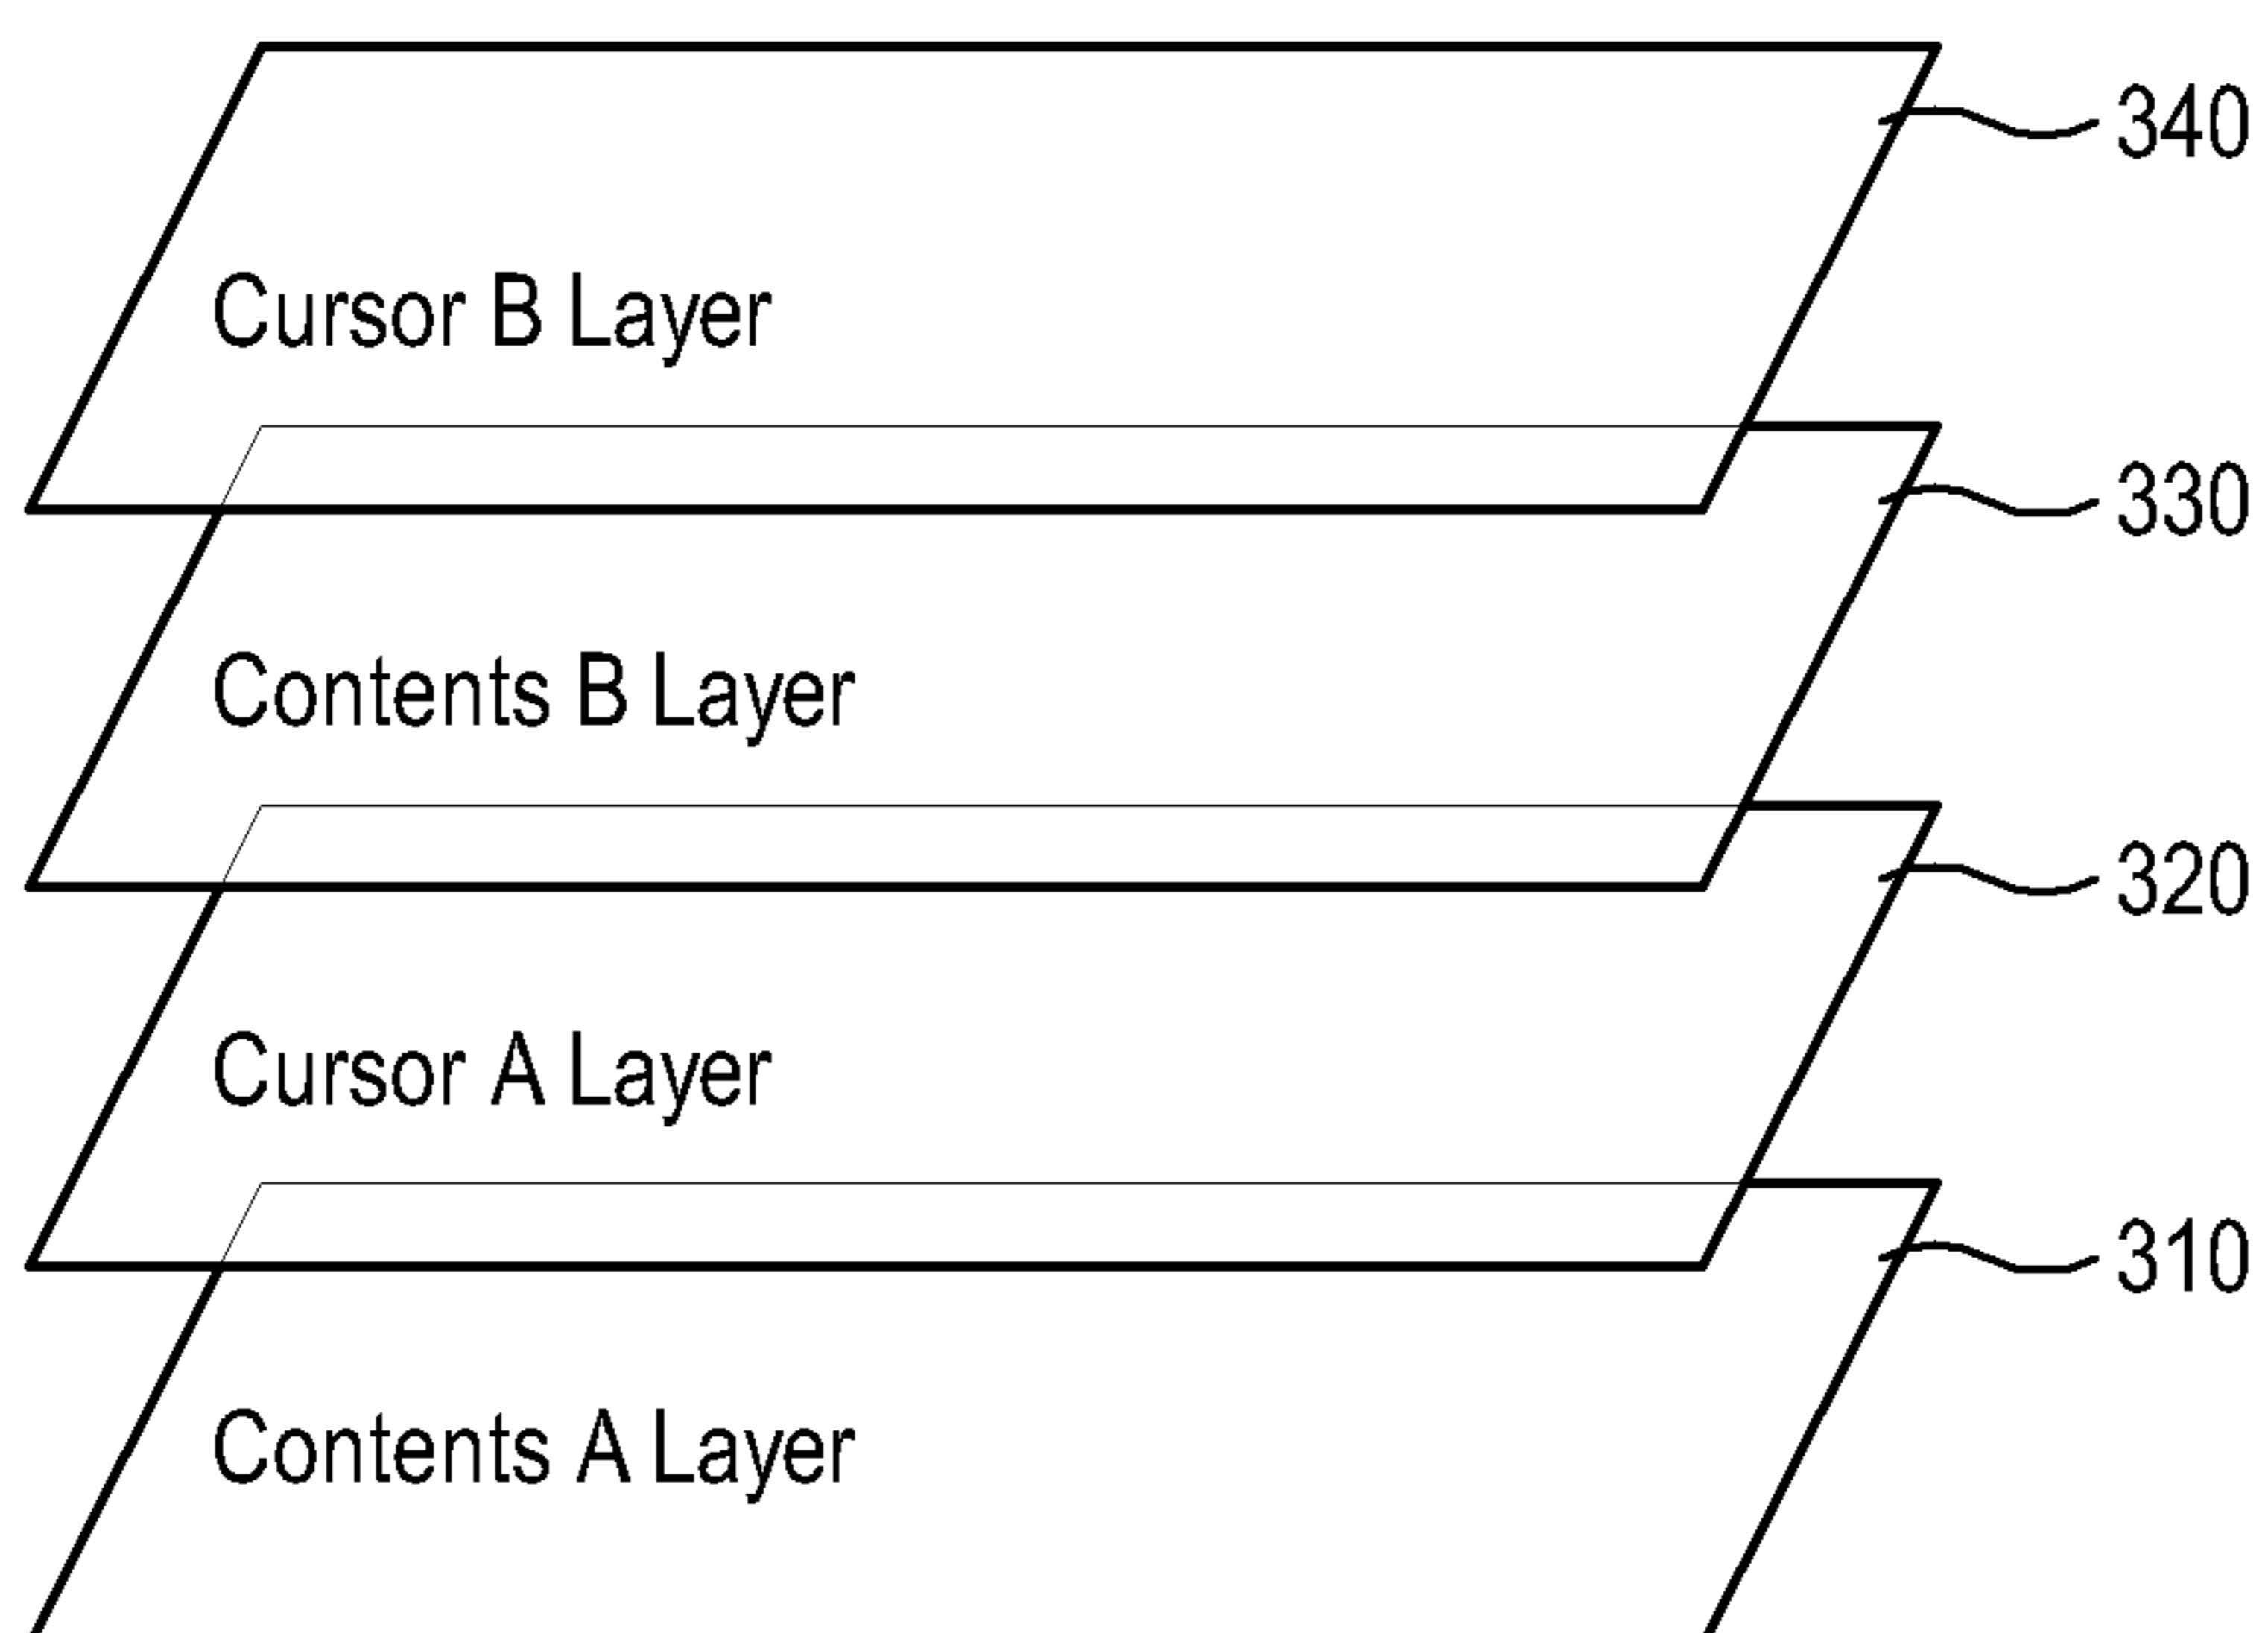 340
Cursor B Layer
330
Contents B Layer
320
Cursor A Layer
310
Contents A Layer